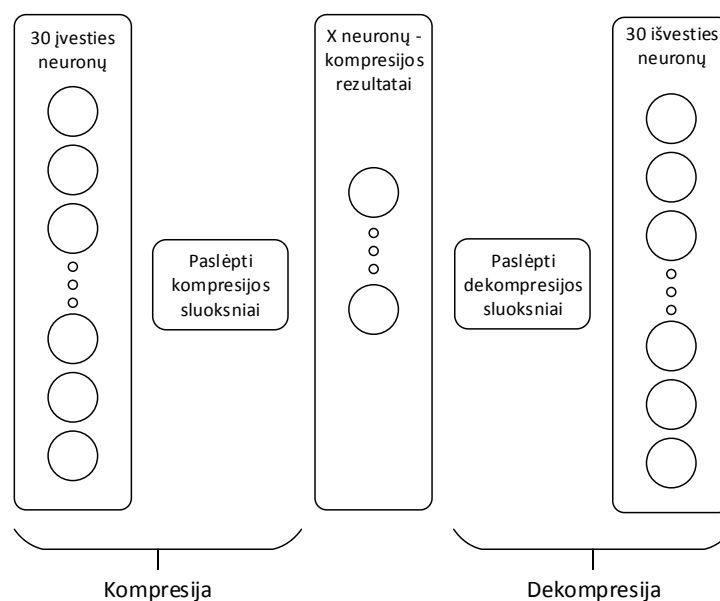 30 įvesties
neuronų
X neuronų -
kompresijos
rezultatai
30 išvesties
neuronų
Paslėpti
kompresijos
sluoksniai
Paslėpti
dekompresijos
sluoksniai
Kompresija
Dekompresija